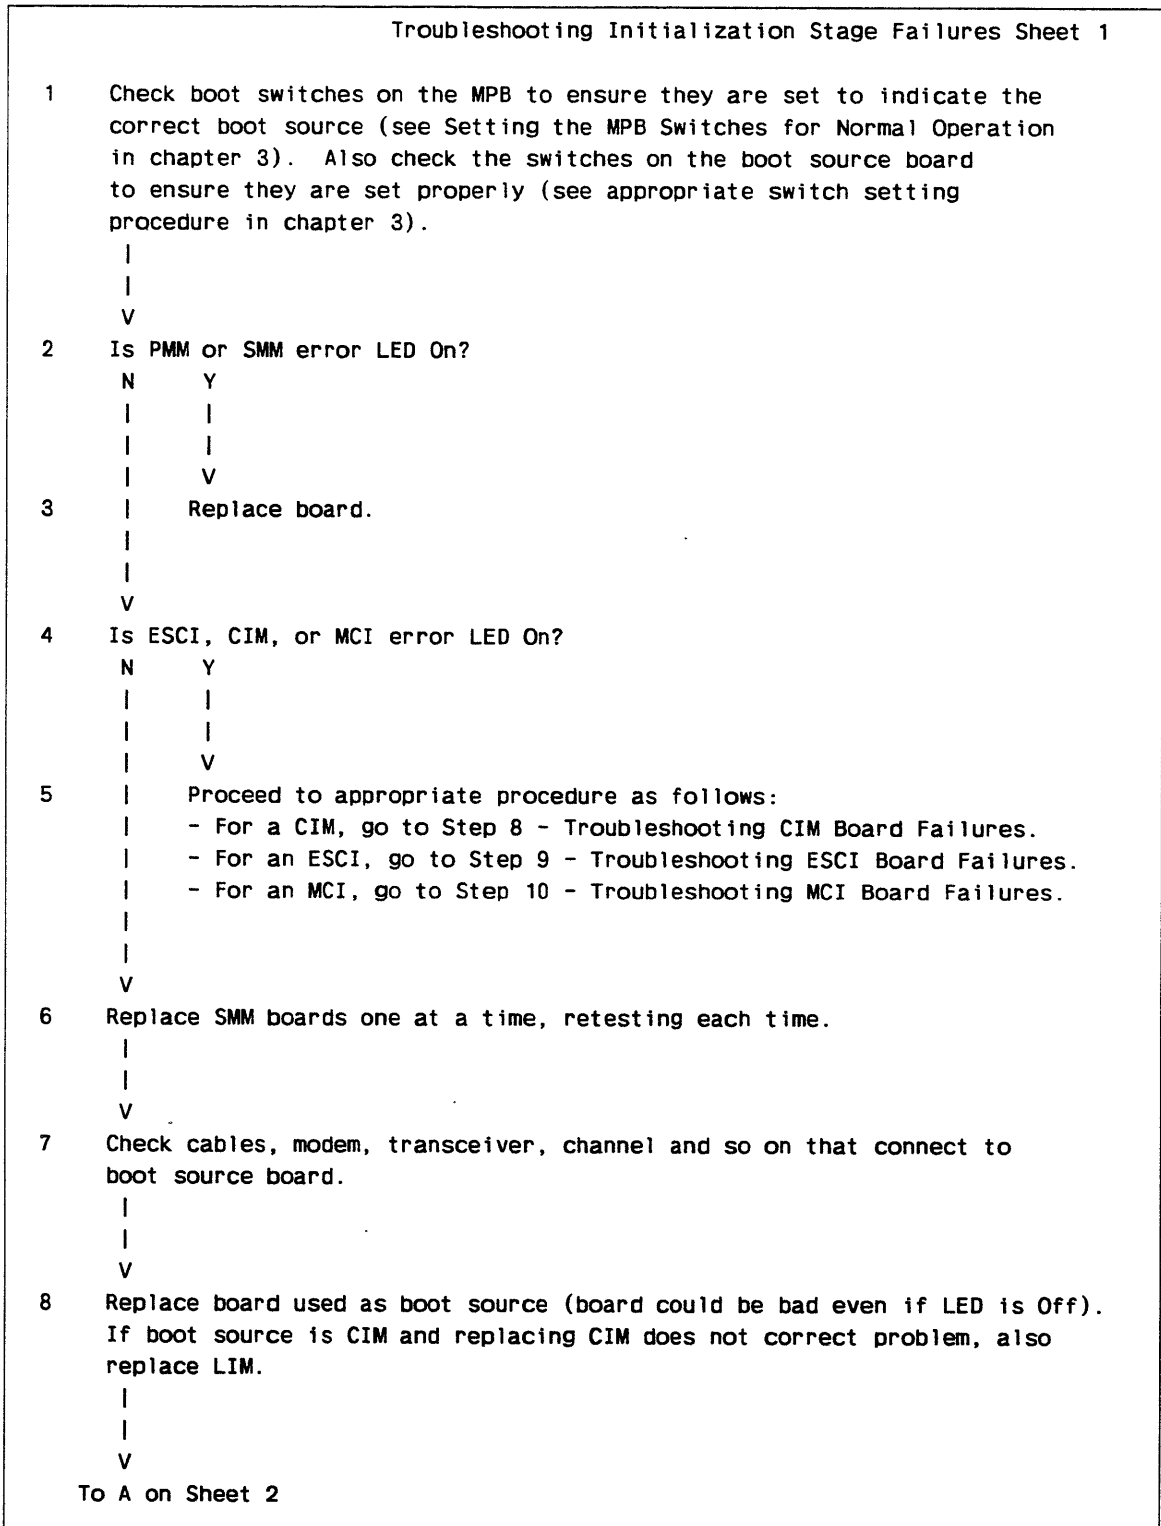 Troubleshooting Initialization Stage Failures Sheet 1
1 Check boot switches on the MPB to ensure they are set to indicate the
correct boot source (see Setting the MPB Switches for Normal Operation
in chapter 3). Also check the switches on the boot source board
to ensure they are set properly (see appropriate switch setting
procedure in chapter 3).
|
|
V
2 Is PMM or SMM error LED On?
N Y
| |
| |
| V
3 | Replace board.
|
|
V
4 Is ESCI, CIM, or MCI error LED On?
N Y
| |
| |
| V
5 | Proceed to appropriate procedure as follows:
| - For a CIM, go to Step 8 - Troubleshooting CIM Board Failures.
| - For an ESCI, go to Step 9 - Troubleshooting ESCI Board Failures.
| - For an MCI, go to Step 10 - Troubleshooting MCI Board Failures.
|
|
V
6 Replace SMM boards one at a time, retesting each time.
|
|
V
7 Check cables, modem, transceiver, channel and so on that connect to
boot source board.
|
|
V
8 Replace board used as boot source (board could be bad even if LED is Off).
If boot source is CIM and replacing CIM does not correct problem, also
replace LIM.
|
|
V
To A on Sheet 2